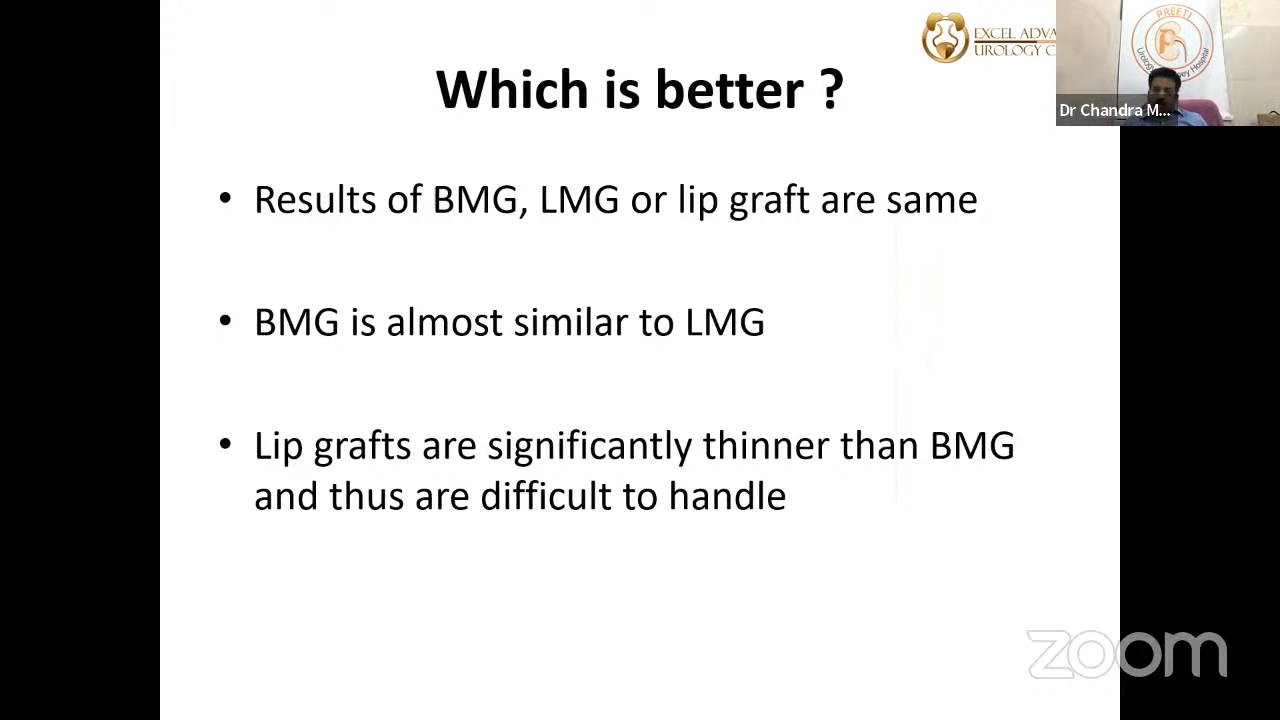 EXCEL ADVA
UROLOGY C
PREETI
Dr Chandra M...
Which is better ?
• Results of BMG, LMG or lip graft are same
• BMG is almost similar to LMG
• Lip grafts are significantly thinner than BMG
and thus are difficult to handle
zoom